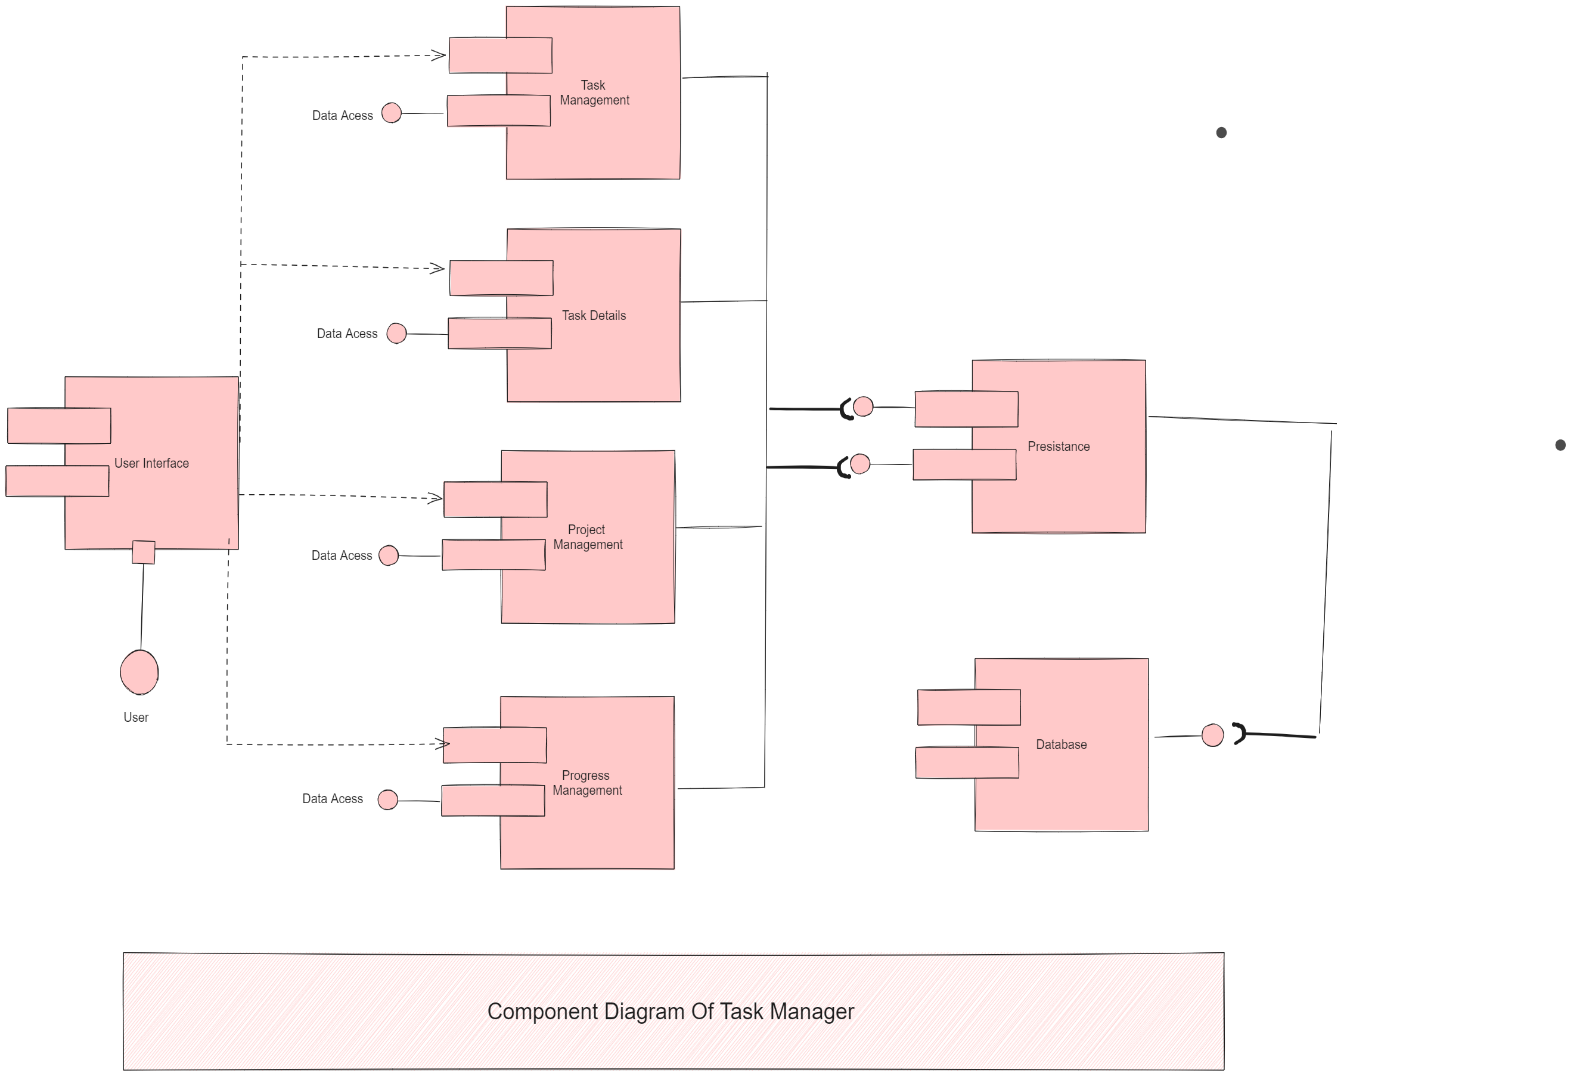 Task
Management
Data Acess
Task Details
Data Acess
User Interface
Presistance
Project
Management
Data Acess
User
Database
Progress
Management
Data Acess
Component Diagram Of Task Manager